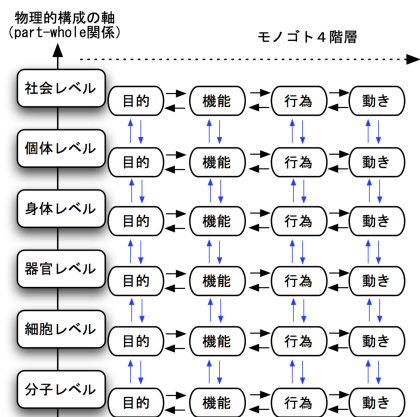 物理的構成の軸
(part-whole関係)
モノゴト４階層
社会レベル
目的 機能 行為 動き
個体レベル
目的 機能 行為 動き
身体レベル
目的 機能 行為 動き
器官レベル
目的 機能 行為 動き
細胞レベル
目的 機能 行為 動き
分子レベル
目的 機能 行為 動き